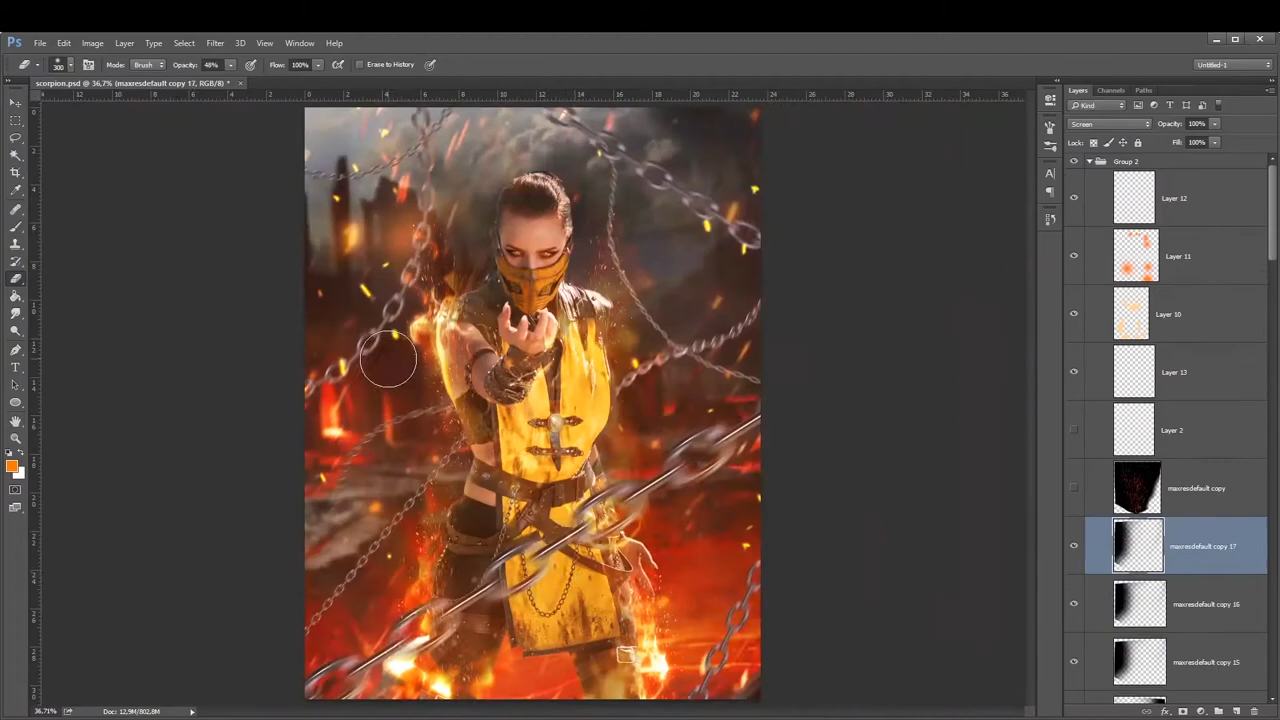 Ps File Edit Image Layer Type Select Filter 3D View Window Help
300 Mode: Brush Opacity: 48% Flow: 100% Erase to History Untitled-1
scorpion.psd @ 36,7% (maxresdefault copy 17, RGB/8) * ×
Layers Channels Paths
Kind
Screen Opacity: 100%
Lock: Fill: 100%
Group 2
Layer 12
Layer 11
Layer 10
Layer 13
Layer 2
maxresdefault copy
maxresdefault copy 17
maxresdefault copy 16
maxresdefault copy 15
36,71% Doc: 12,9M/802,8M